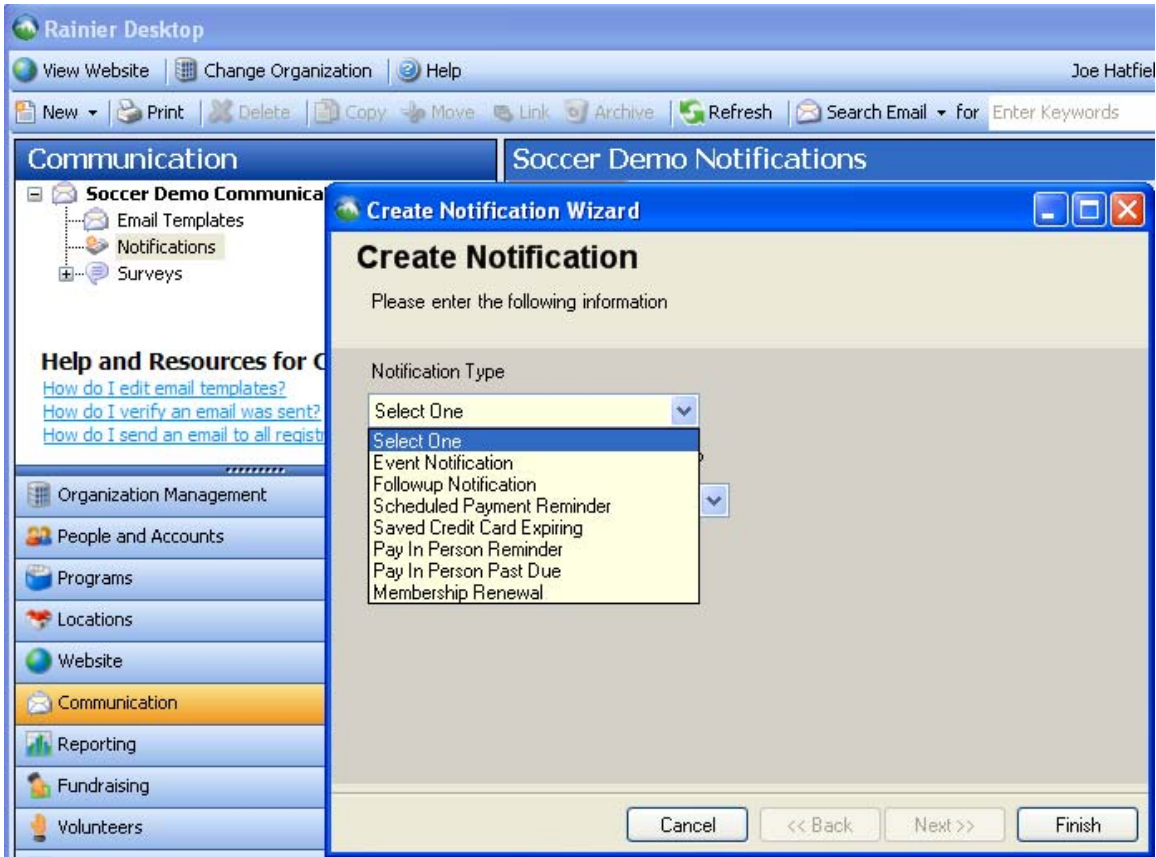 Rainier Desktop
View Website Change Organization Help Joe Hatfiel
New Print Delete Copy Move Link Archive Refresh Search Email for Enter Keywords
Communication
Soccer Demo Notifications
Soccer Demo Communica
Email Templates
Notifications
Surveys
Help and Resources for C
How do I edit email templates?
How do I verify an email was sent?
How do I send an email to all registr
Organization Management
People and Accounts
Programs
Locations
Website
Communication
Reporting
Fundraising
Volunteers
Create Notification Wizard
Create Notification
Please enter the following information
Notification Type
Select One
Select One
Event Notification
Followup Notification
Scheduled Payment Reminder
Saved Credit Card Expiring
Pay In Person Reminder
Pay In Person Past Due
Membership Renewal
Cancel << Back Next >> Finish